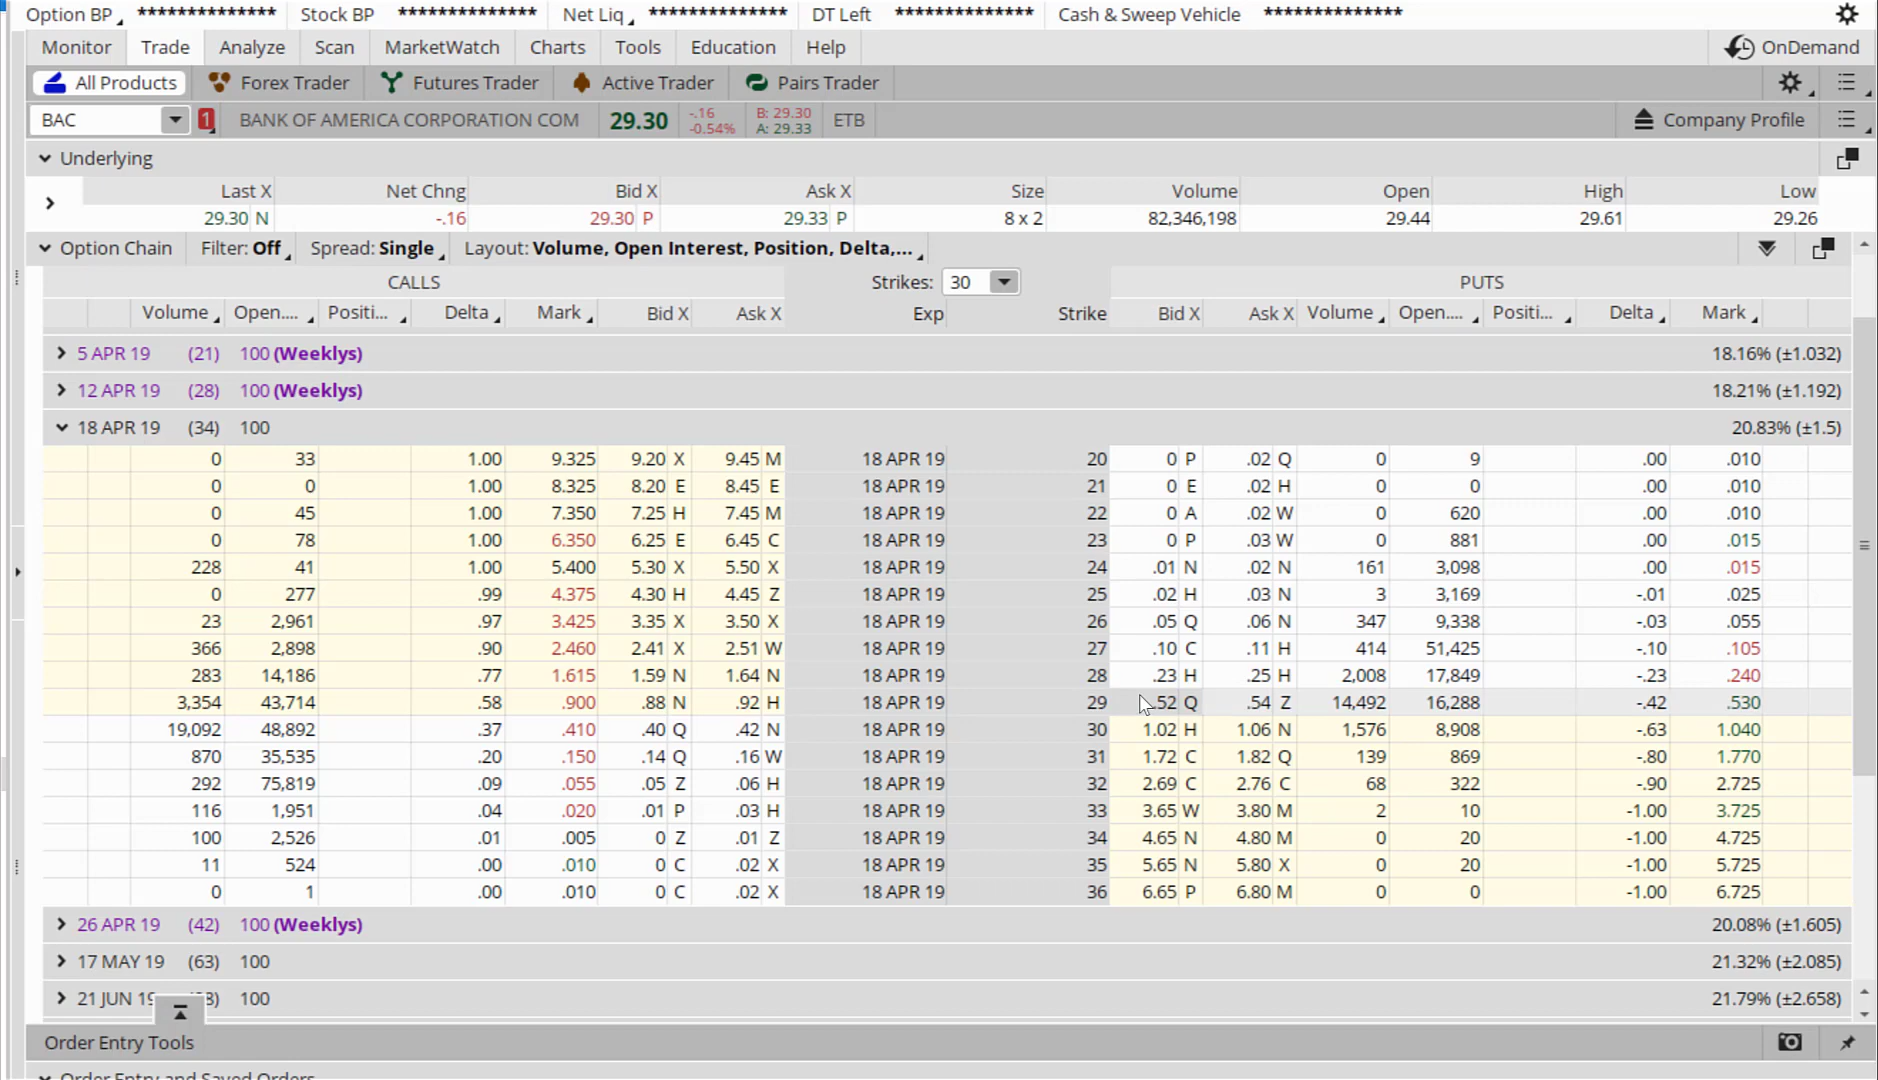 Option BP ************** Stock BP ************** Net Liq ************** DT Left ************** Cash & Sweep Vehicle **************
Monitor Trade Analyze Scan MarketWatch Charts Tools Education Help OnDemand
All Products Forex Trader Futures Trader Active Trader Pairs Trader
BAC 1 BANK OF AMERICA CORPORATION COM 29.30 -.16 -0.54% B: 29.30 A: 29.33 ETB Company Profile
Underlying
Last X Net Chng Bid X Ask X Size Volume Open High Low
29.30 N -.16 29.30 P 29.33 P 8 x 2 82,346,198 29.44 29.61 29.26
Option Chain Filter: Off Spread: Single Layout: Volume, Open Interest, Position, Delta,...
CALLS Strikes: 30 PUTS
Volume Open.... Positi... Delta Mark Bid X Ask X Exp Strike Bid X Ask X Volume Open.... Positi... Delta Mark
5 APR 19 (21) 100 (Weeklys) 18.16% (±1.032)
12 APR 19 (28) 100 (Weeklys) 18.21% (±1.192)
18 APR 19 (34) 100 20.83% (±1.5)
0 33 1.00 9.325 9.20 X 9.45 M 18 APR 19 20 0 P .02 Q 0 9 .00 .010
0 0 1.00 8.325 8.20 E 8.45 E 18 APR 19 21 0 E .02 H 0 0 .00 .010
0 45 1.00 7.350 7.25 H 7.45 M 18 APR 19 22 0 A .02 W 0 620 .00 .010
0 78 1.00 6.350 6.25 E 6.45 C 18 APR 19 23 0 P .03 W 0 881 .00 .015
228 41 1.00 5.400 5.30 X 5.50 X 18 APR 19 24 .01 N .02 N 161 3,098 .00 .015
0 277 .99 4.375 4.30 H 4.45 Z 18 APR 19 25 .02 H .03 N 3 3,169 -.01 .025
23 2,961 .97 3.425 3.35 X 3.50 X 18 APR 19 26 .05 Q .06 N 347 9,338 -.03 .055
366 2,898 .90 2.460 2.41 X 2.51 W 18 APR 19 27 .10 C .11 H 414 51,425 -.10 .105
283 14,186 .77 1.615 1.59 N 1.64 N 18 APR 19 28 .23 H .25 H 2,008 17,849 -.23 .240
3,354 43,714 .58 .900 .88 N .92 H 18 APR 19 29 .52 Q .54 Z 14,492 16,288 -.42 .530
19,092 48,892 .37 .410 .40 Q .42 N 18 APR 19 30 1.02 H 1.06 N 1,576 8,908 -.63 1.040
870 35,535 .20 .150 .14 Q .16 W 18 APR 19 31 1.72 C 1.82 Q 139 869 -.80 1.770
292 75,819 .09 .055 .05 Z .06 H 18 APR 19 32 2.69 C 2.76 C 68 322 -.90 2.725
116 1,951 .04 .020 .01 P .03 H 18 APR 19 33 3.65 W 3.80 M 2 10 -1.00 3.725
100 2,526 .01 .005 0 Z .01 Z 18 APR 19 34 4.65 N 4.80 M 0 20 -1.00 4.725
11 524 .00 .010 0 C .02 X 18 APR 19 35 5.65 N 5.80 X 0 20 -1.00 5.725
0 1 .00 .010 0 C .02 X 18 APR 19 36 6.65 P 6.80 M 0 0 -1.00 6.725
26 APR 19 (42) 100 (Weeklys) 20.08% (±1.605)
17 MAY 19 (63) 100 21.32% (±2.085)
21 JUN 19 100 21.79% (±2.658)
Order Entry Tools
Order Entry and Saved Orders